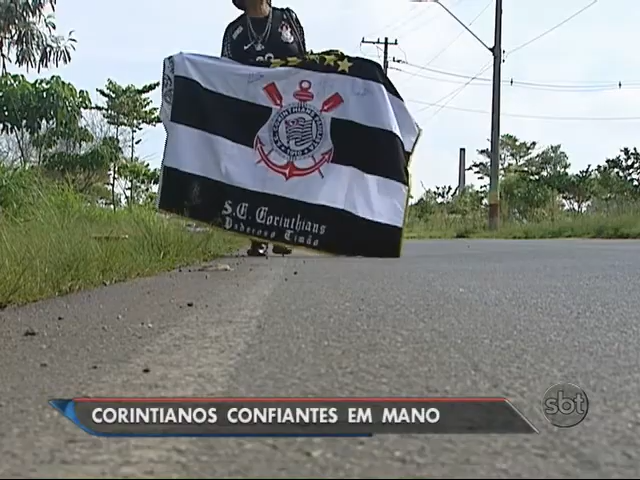 S.C. Corinthians
Poderoso Timão
CORINTIANOS CONFIANTES EM MANO
sbt